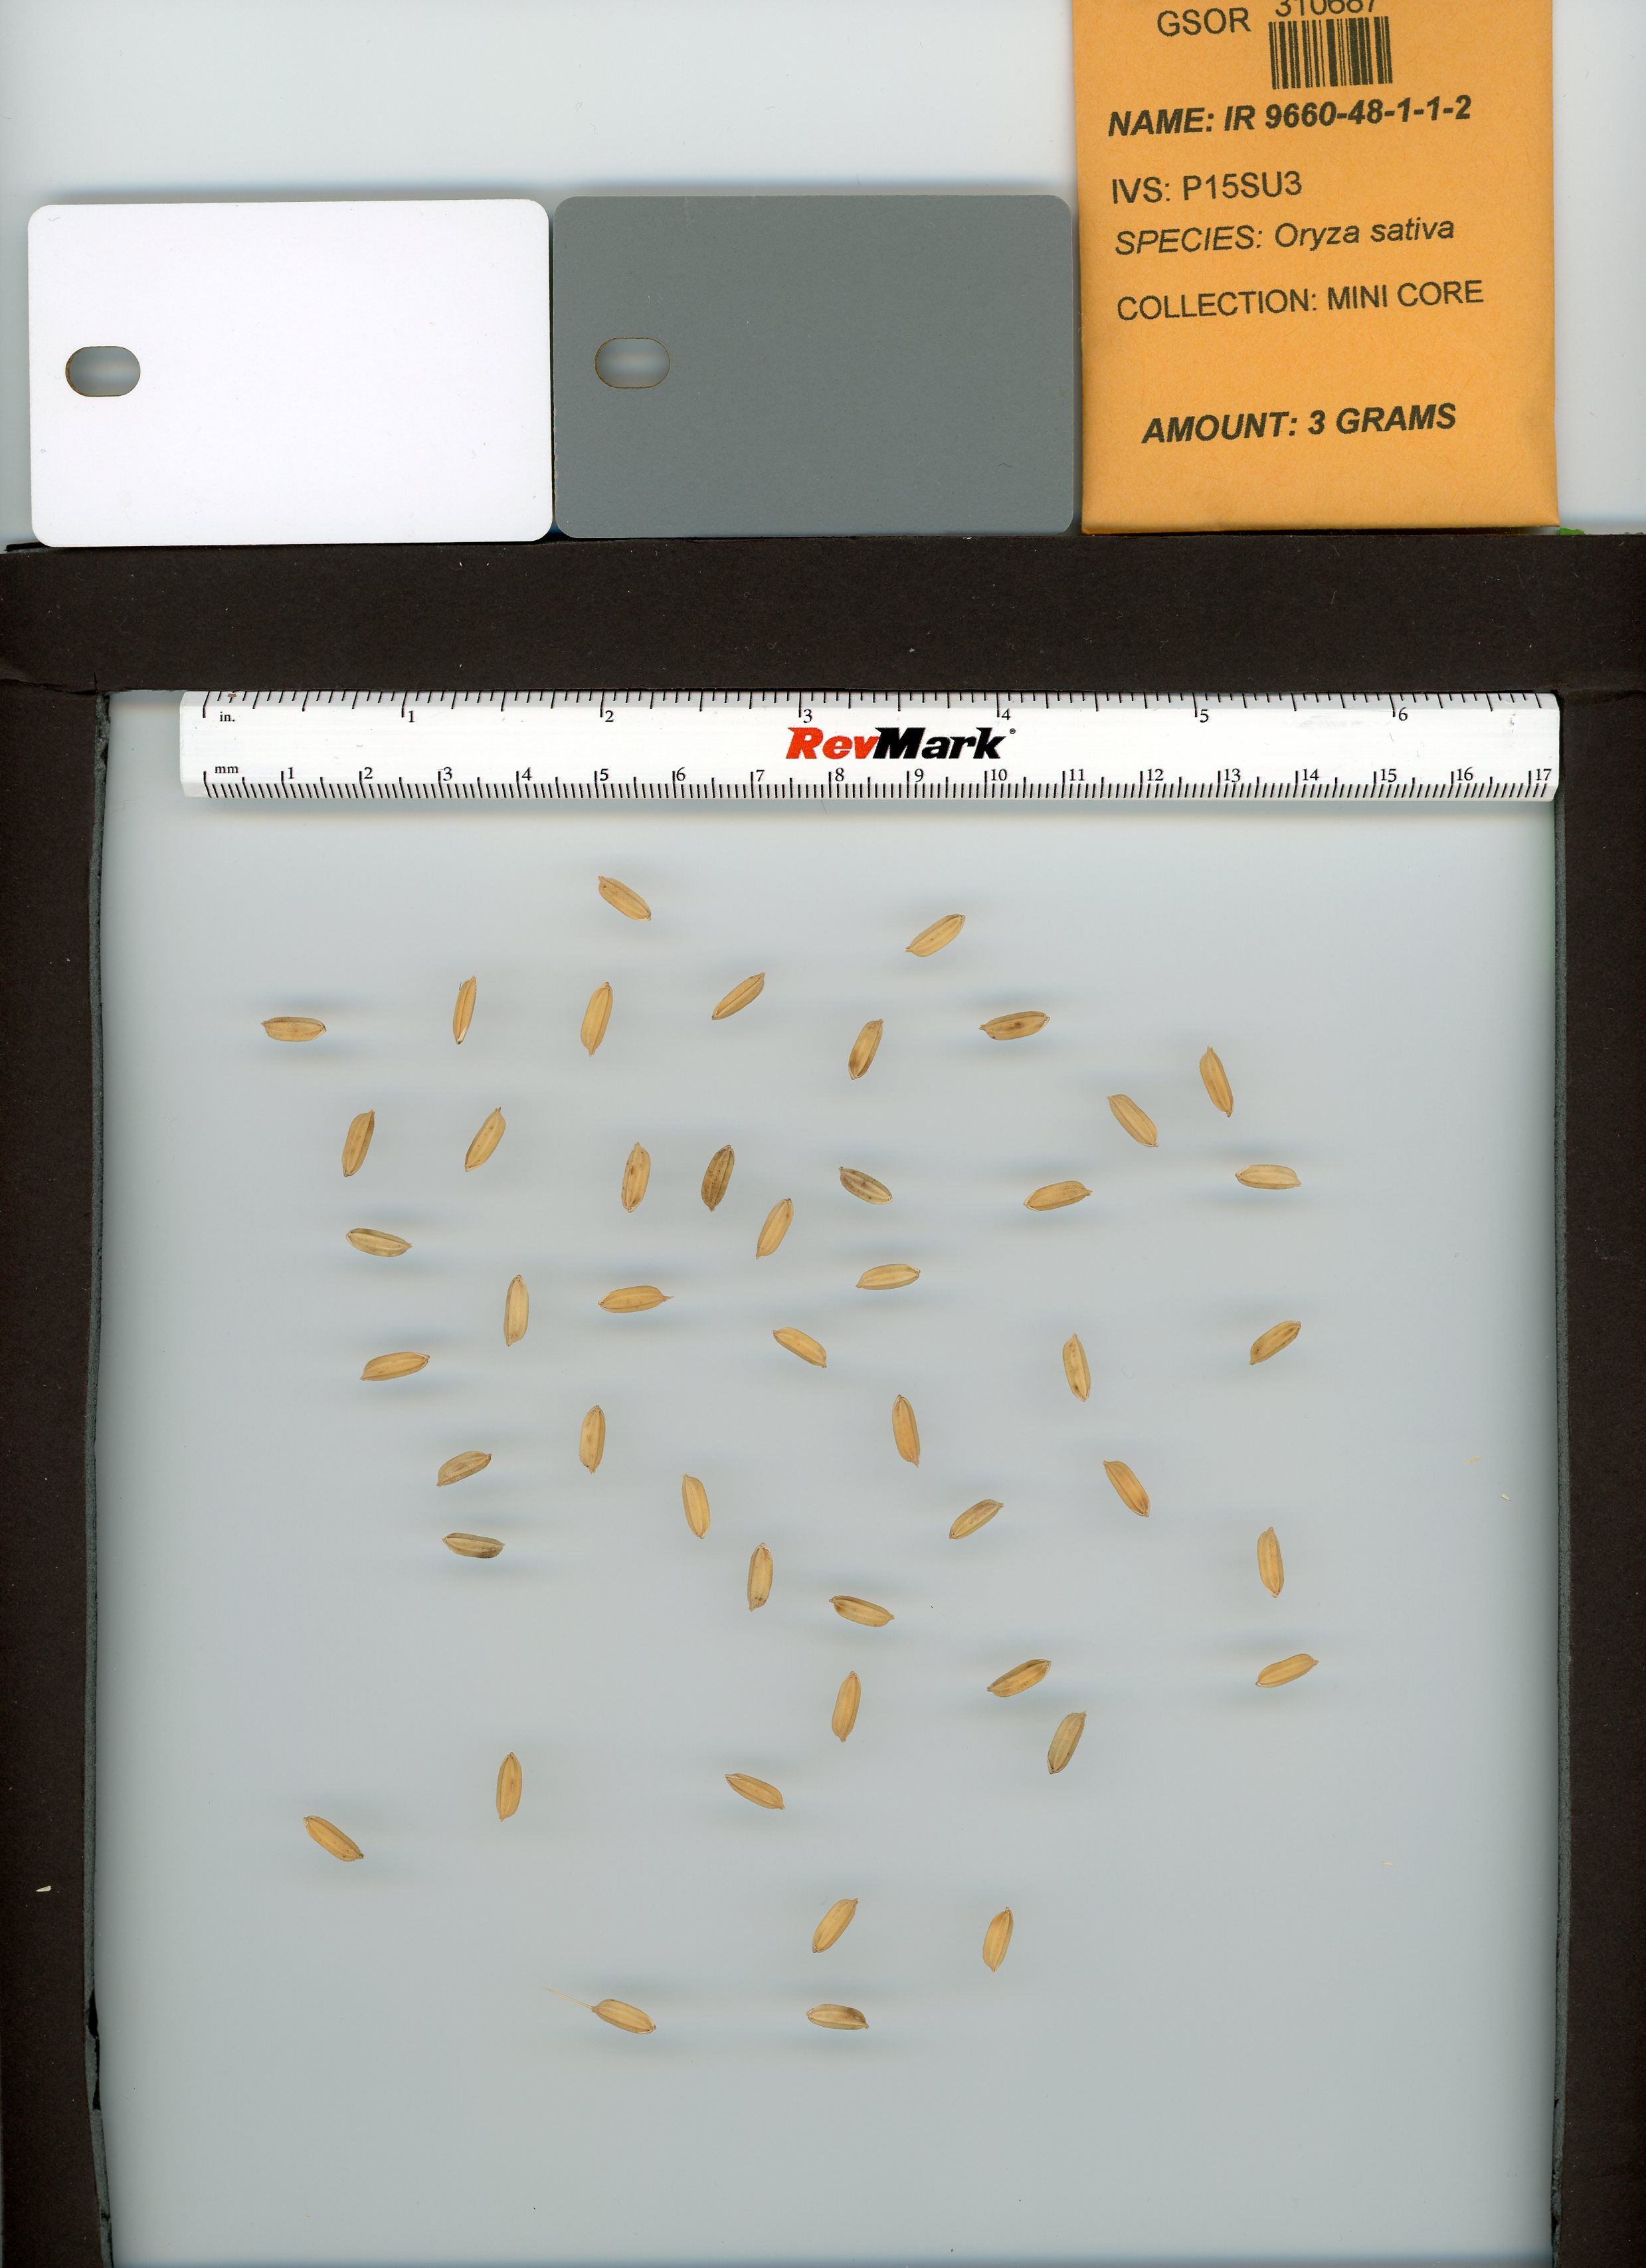 GSOR 310687
NAME: IR 9660-48-1-1-2
IVS: P15SU3
SPECIES: Oryza sativa
COLLECTION: MINI CORE
AMOUNT: 3 GRAMS
in. 1 2 3 4 5 6
RevMark®
mm 1 2 3 4 5 6 7 8 9 10 11 12 13 14 15 16 17